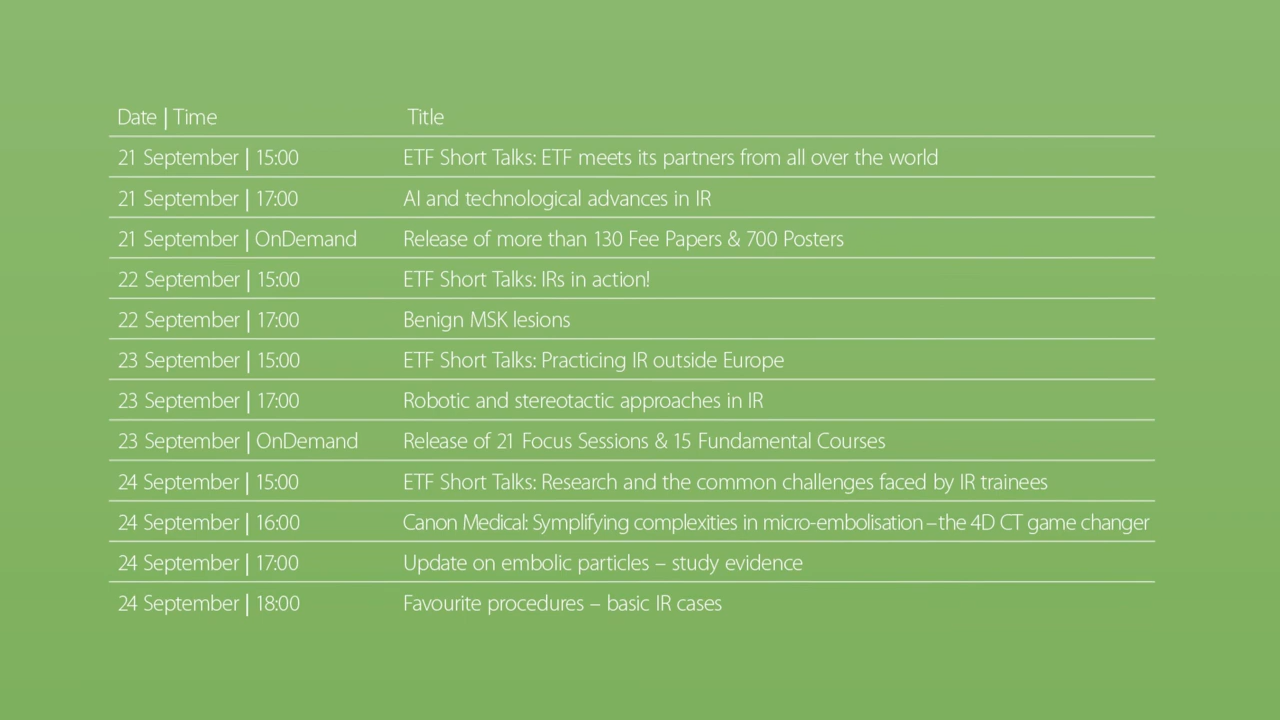 Date | Time Title
21 September | 15:00 ETF Short Talks: ETF meets its partners from all over the world
21 September | 17:00 AI and technological advances in IR
21 September | OnDemand Release of more than 130 Fee Papers & 700 Posters
22 September | 15:00 ETF Short Talks: IRs in action!
22 September | 17:00 Benign MSK lesions
23 September | 15:00 ETF Short Talks: Practicing IR outside Europe
23 September | 17:00 Robotic and stereotactic approaches in IR
23 September | OnDemand Release of 21 Focus Sessions & 15 Fundamental Courses
24 September | 15:00 ETF Short Talks: Research and the common challenges faced by IR trainees
24 September | 16:00 Canon Medical: Symplifying complexities in micro-embolisation – the 4D CT game changer
24 September | 17:00 Update on embolic particles – study evidence
24 September | 18:00 Favourite procedures – basic IR cases